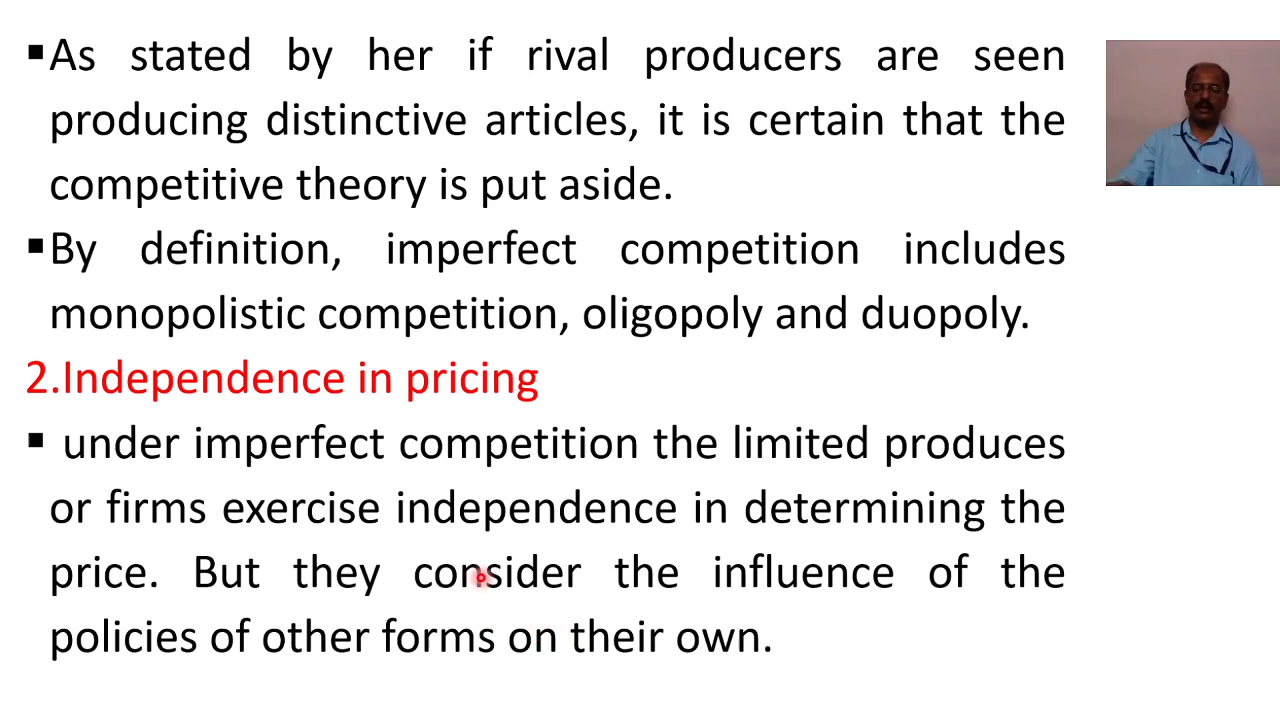 ▪As stated by her if rival producers are seen
producing distinctive articles, it is certain that the
competitive theory is put aside.
▪By definition, imperfect competition includes
monopolistic competition, oligopoly and duopoly.
2.Independence in pricing
▪ under imperfect competition the limited produces
or firms exercise independence in determining the
price. But they consider the influence of the
policies of other forms on their own.